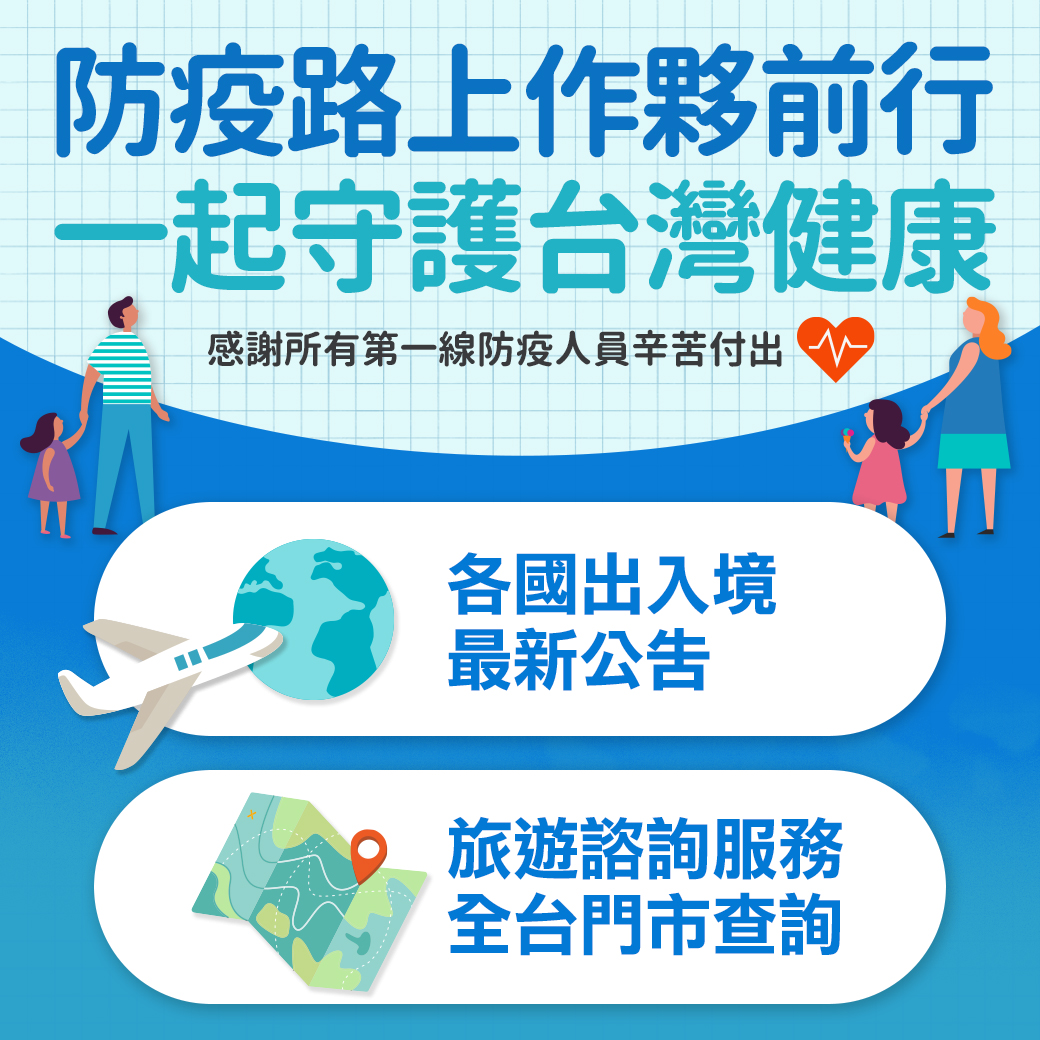 防疫路上作夥前行
一起守護台灣健康
感謝所有第一線防疫人員辛苦付出
各國出入境
最新公告
旅遊諮詢服務
全台門市查詢